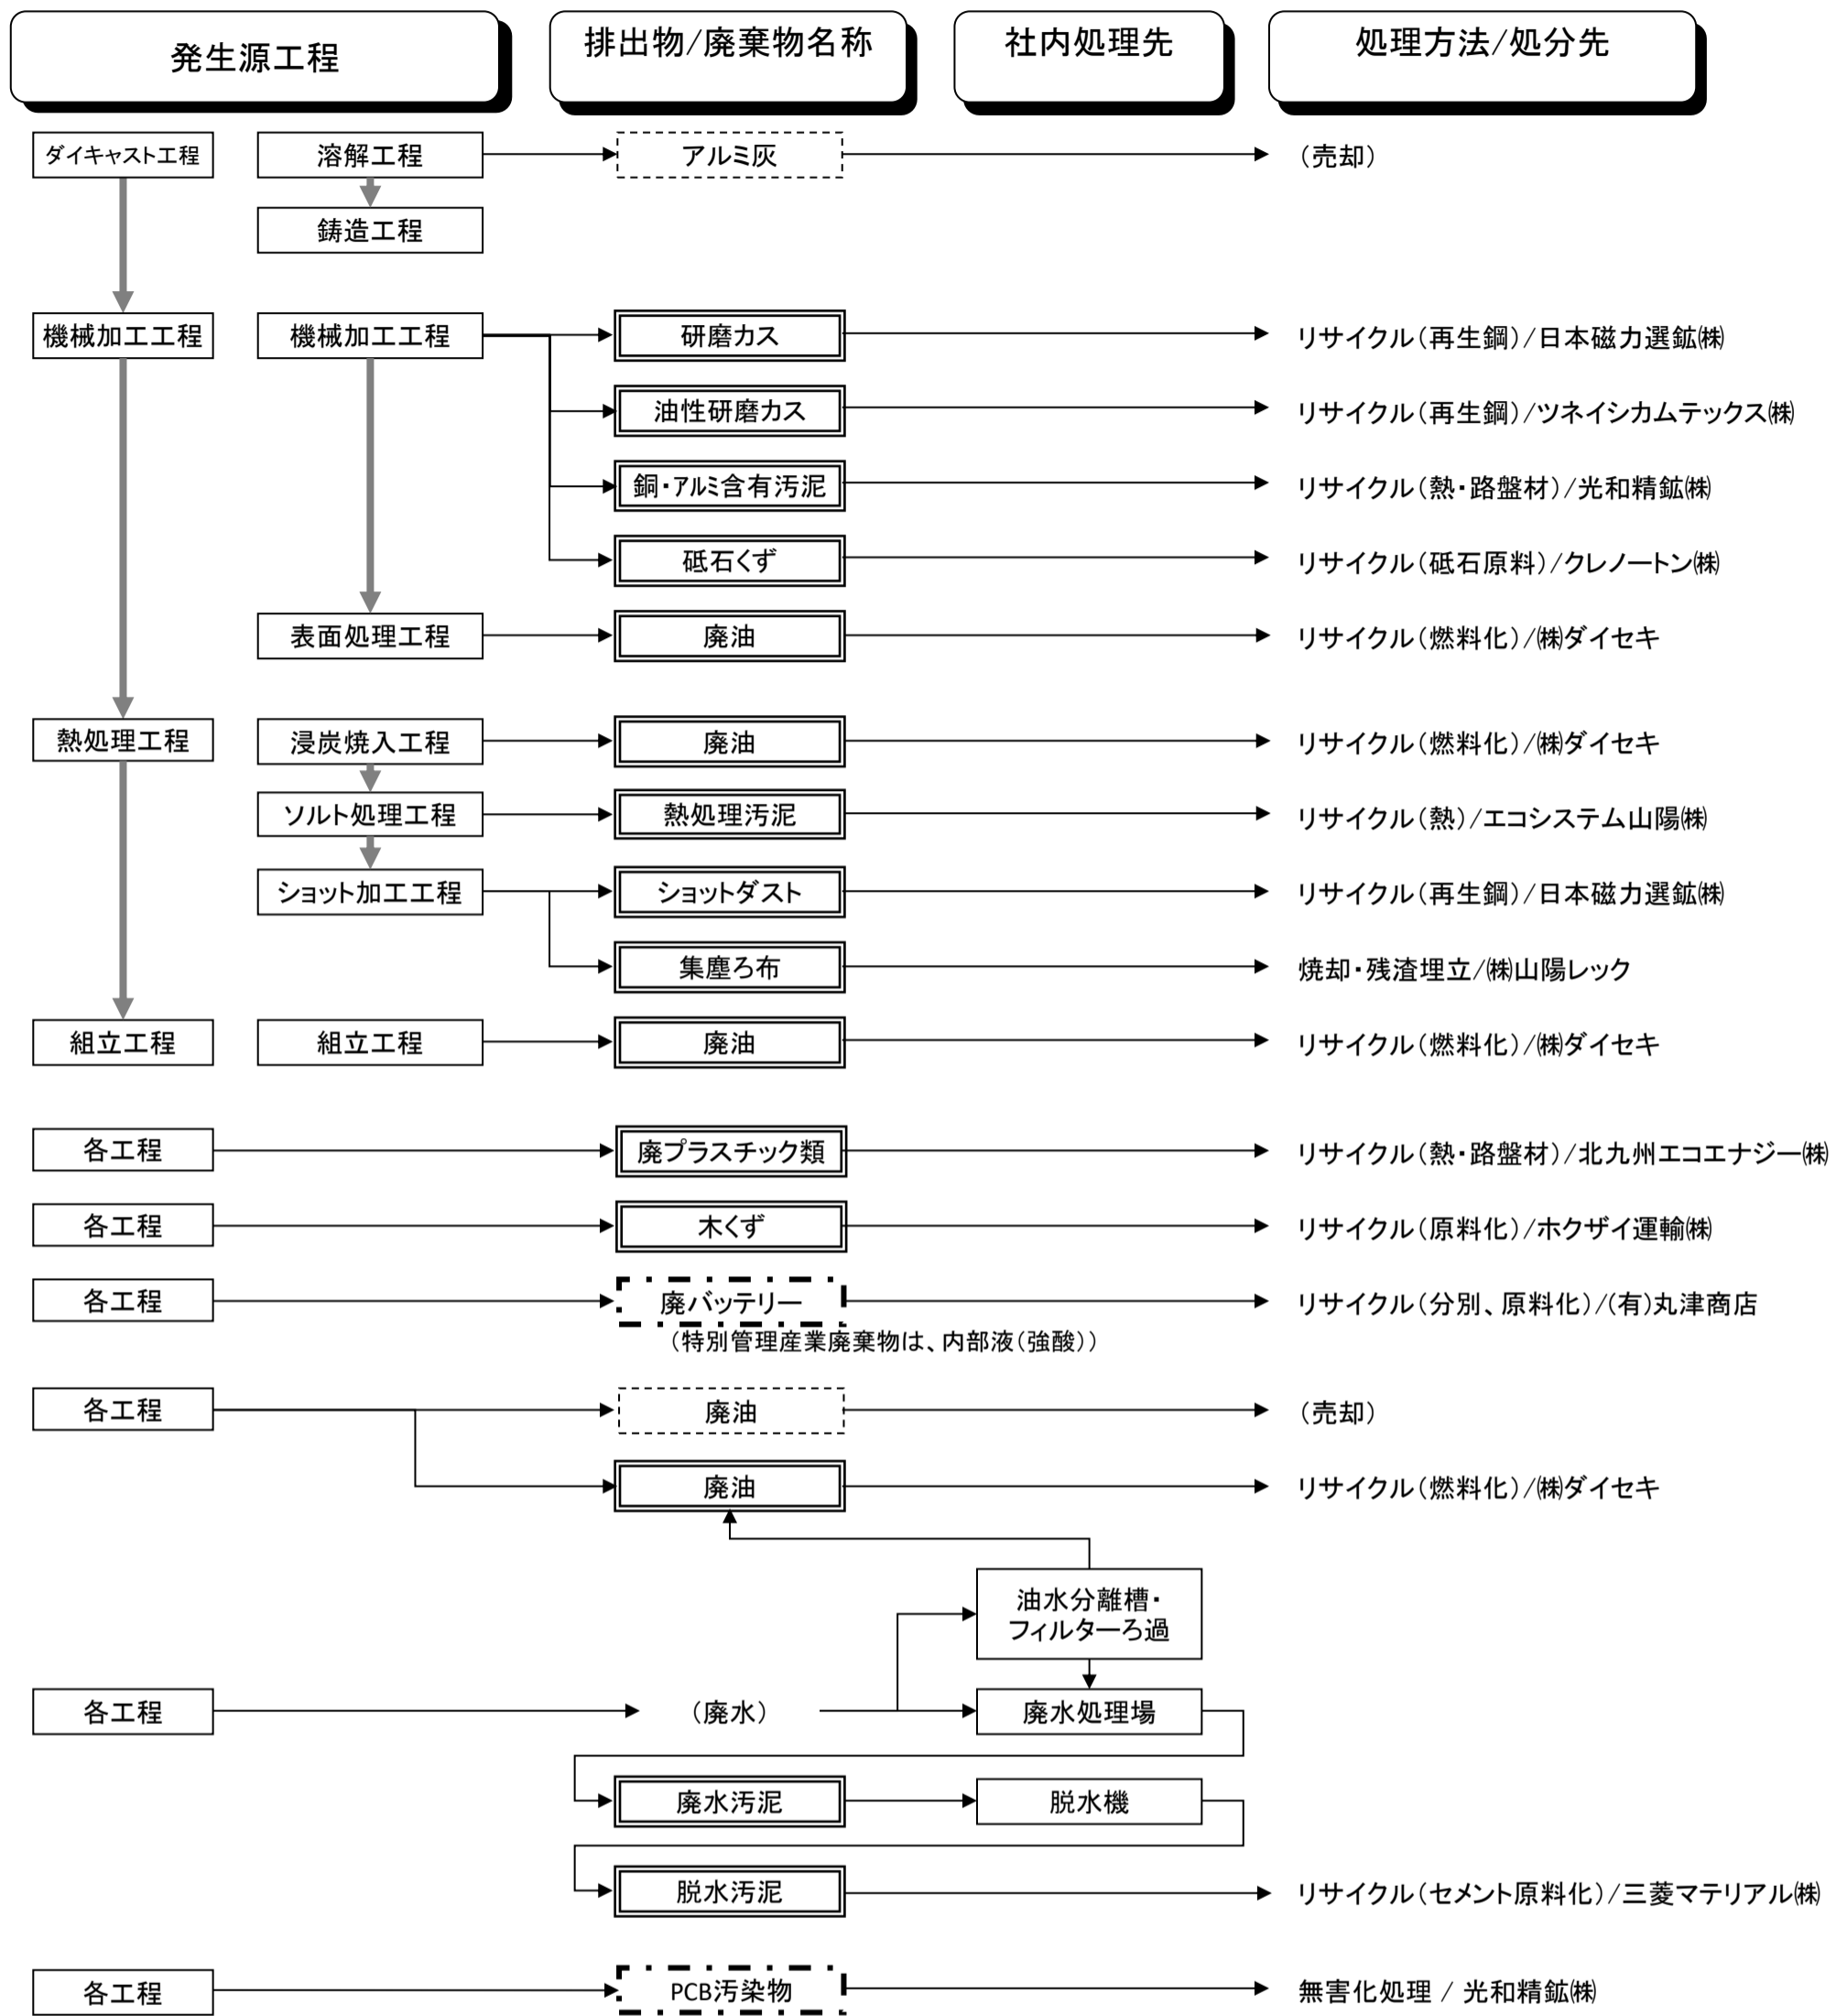 発生源工程
排出物/廃棄物名称
社内処理先
処理方法/処分先
ダイキャスト工程
溶解工程
アルミ灰
（売却）
鋳造工程
機械加工工程
機械加工工程
研磨カス
リサイクル（再生鋼）/日本磁力選鉱㈱
油性研磨カス
リサイクル（再生鋼）/ツネイシカムテックス㈱
銅・アルミ含有汚泥
リサイクル（熱・路盤材）/光和精鉱㈱
砥石くず
リサイクル（砥石原料）/クレノートン㈱
表面処理工程
廃油
リサイクル（燃料化）/㈱ダイセキ
熱処理工程
浸炭焼入工程
廃油
リサイクル（燃料化）/㈱ダイセキ
ソルト処理工程
熱処理汚泥
リサイクル（熱）/エコシステム山陽㈱
ショット加工工程
ショットダスト
リサイクル（再生鋼）/日本磁力選鉱㈱
集塵ろ布
焼却・残渣埋立/㈱山陽レック
組立工程
組立工程
廃油
リサイクル（燃料化）/㈱ダイセキ
各工程
廃プラスチック類
リサイクル（熱・路盤材）/北九州エコエナジー㈱
各工程
木くず
リサイクル（原料化）/ホクザイ運輸㈱
各工程
廃バッテリー
リサイクル（分別、原料化）/(有)丸津商店
（特別管理産業廃棄物は、内部液（強酸））
各工程
廃油
（売却）
廃油
リサイクル（燃料化）/㈱ダイセキ
油水分離槽・
フィルターろ過
各工程
（廃水）
廃水処理場
廃水汚泥
脱水機
脱水汚泥
リサイクル（セメント原料化）/三菱マテリアル㈱
各工程
PCB汚染物
無害化処理 / 光和精鉱㈱